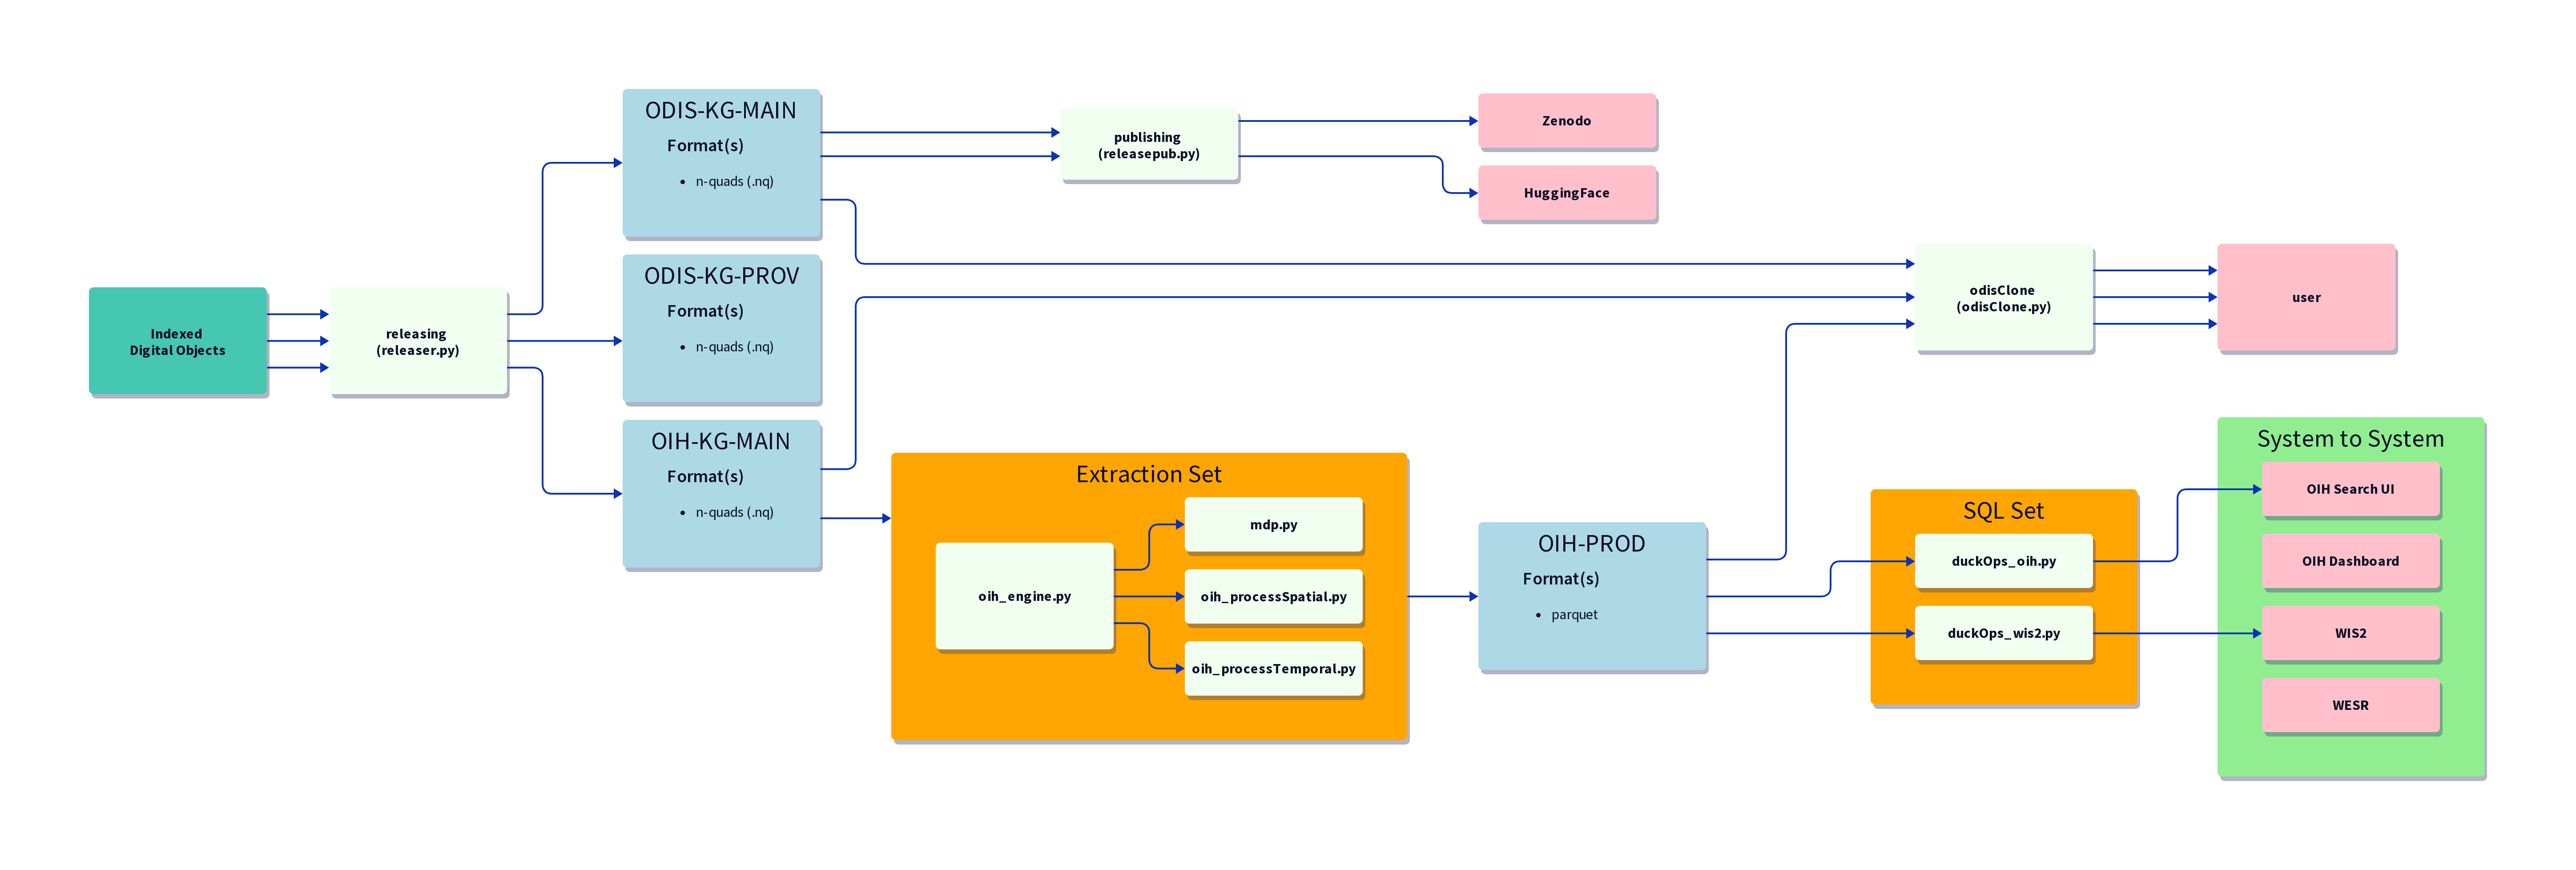 Indexed
Digital Objects
releasing
(releaser.py)
ODIS-KG-MAIN
Format(s)
• n-quads (.nq)
ODIS-KG-PROV
Format(s)
• n-quads (.nq)
OIH-KG-MAIN
Format(s)
• n-quads (.nq)
publishing
(releasepub.py)
Zenodo
HuggingFace
odisClone
(odisClone.py)
user
Extraction Set
oih_engine.py
mdp.py
oih_processSpatial.py
oih_processTemporal.py
OIH-PROD
Format(s)
• parquet
SQL Set
duckOps_oih.py
duckOps_wis2.py
System to System
OIH Search UI
OIH Dashboard
WIS2
WESR